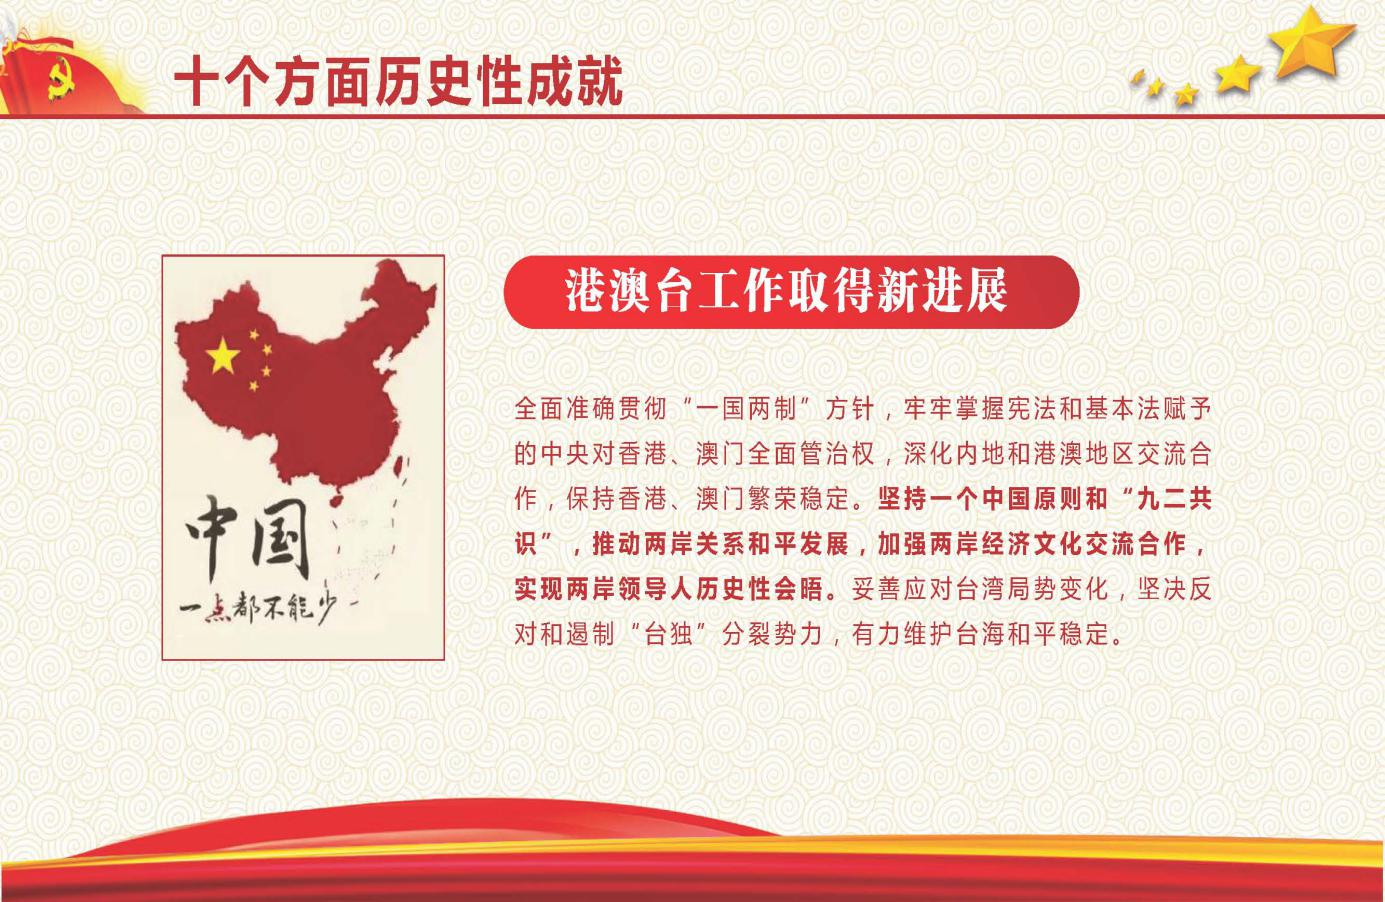 十个方面历史性成就
港澳台工作取得新进展
中国
一点都不能少
全面准确贯彻“一国两制”方针，牢牢掌握宪法和基本法赋予
的中央对香港、澳门全面管治权，深化内地和港澳地区交流合
作，保持香港、澳门繁荣稳定。坚持一个中国原则和“九二共
识”，推动两岸关系和平发展，加强两岸经济文化交流合作，
实现两岸领导人历史性会晤。妥善应对台湾局势变化，坚决反
对和遏制“台独”分裂势力，有力维护台海和平稳定。